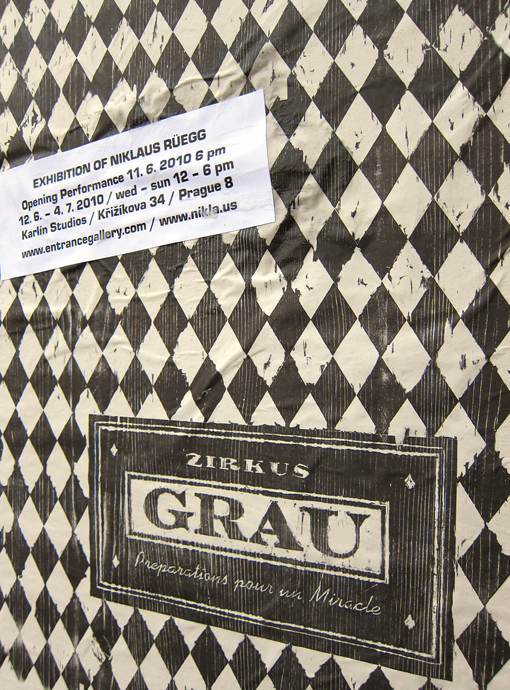 EXHIBITION OF NIKLAUS RÜEGG
Opening Performance 11. 6. 2010 6 pm
12. 6. – 4. 7. 2010 / wed – sun 12 – 6 pm
Karlín Studios / Křižíkova 34 / Prague 8
www.entrancegallery.com / www.nikla.us
ZIRKUS
GRAU
Preparations pour un Miracle